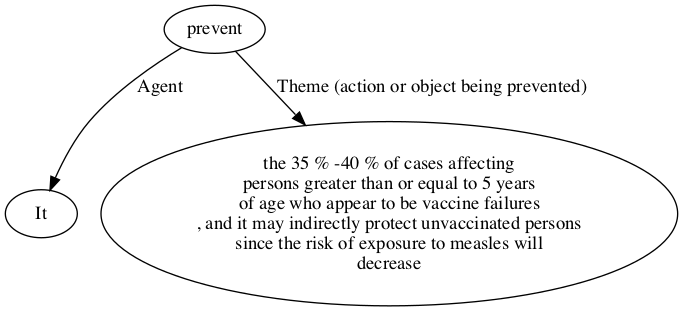 prevent
Agent
Theme (action or object being prevented)
the 35 % -40 % of cases affecting
persons greater than or equal to 5 years
of age who appear to be vaccine failures
, and it may indirectly protect unvaccinated persons
since the risk of exposure to measles will
decrease
It